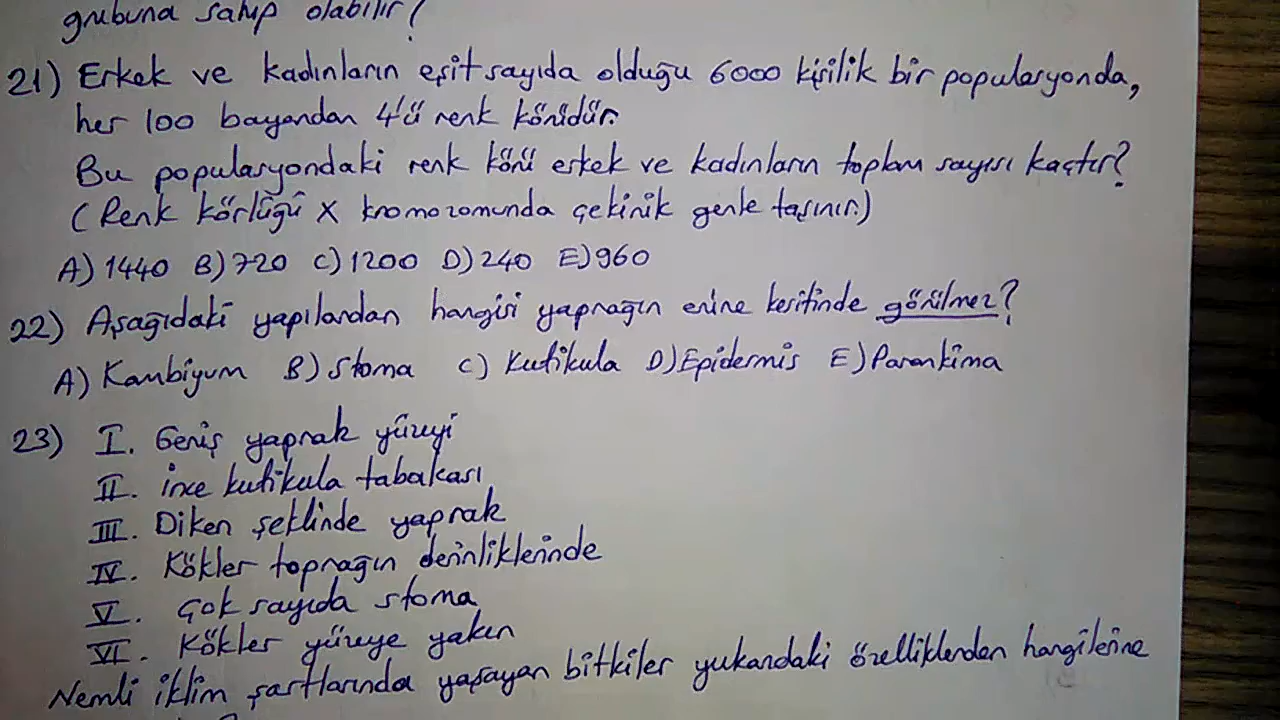 grubuna sahip olabilir?
21) Erkek ve kadınların eşit sayıda olduğu 6000 kişilik bir populasyonda,
her 100 bayandan 4'ü renk körüdür.
Bu populasyondaki renk körü erkek ve kadınların toplam sayısı kaçtır?
(Renk körlüğü X kromozomunda çekinik genle taşınır.)
A) 1440 B) 720 C) 1200 D) 240 E) 960
22) Aşağıdaki yapılardan hangisi yaprağın enine kesitinde görülmez?
A) Kambiyum B) Stoma C) Kutikula D) Epidermis E) Parankima
23) I. Geniş yaprak yüzeyi
II. ince kutikula tabakası
III. Diken şeklinde yaprak
IV. Kökler toprağın derinliklerinde
V. Çok sayıda stoma
VI. Kökler yüzeye yakın
Nemli iklim şartlarında yaşayan bitkiler yukarıdaki özelliklerden hangilerine